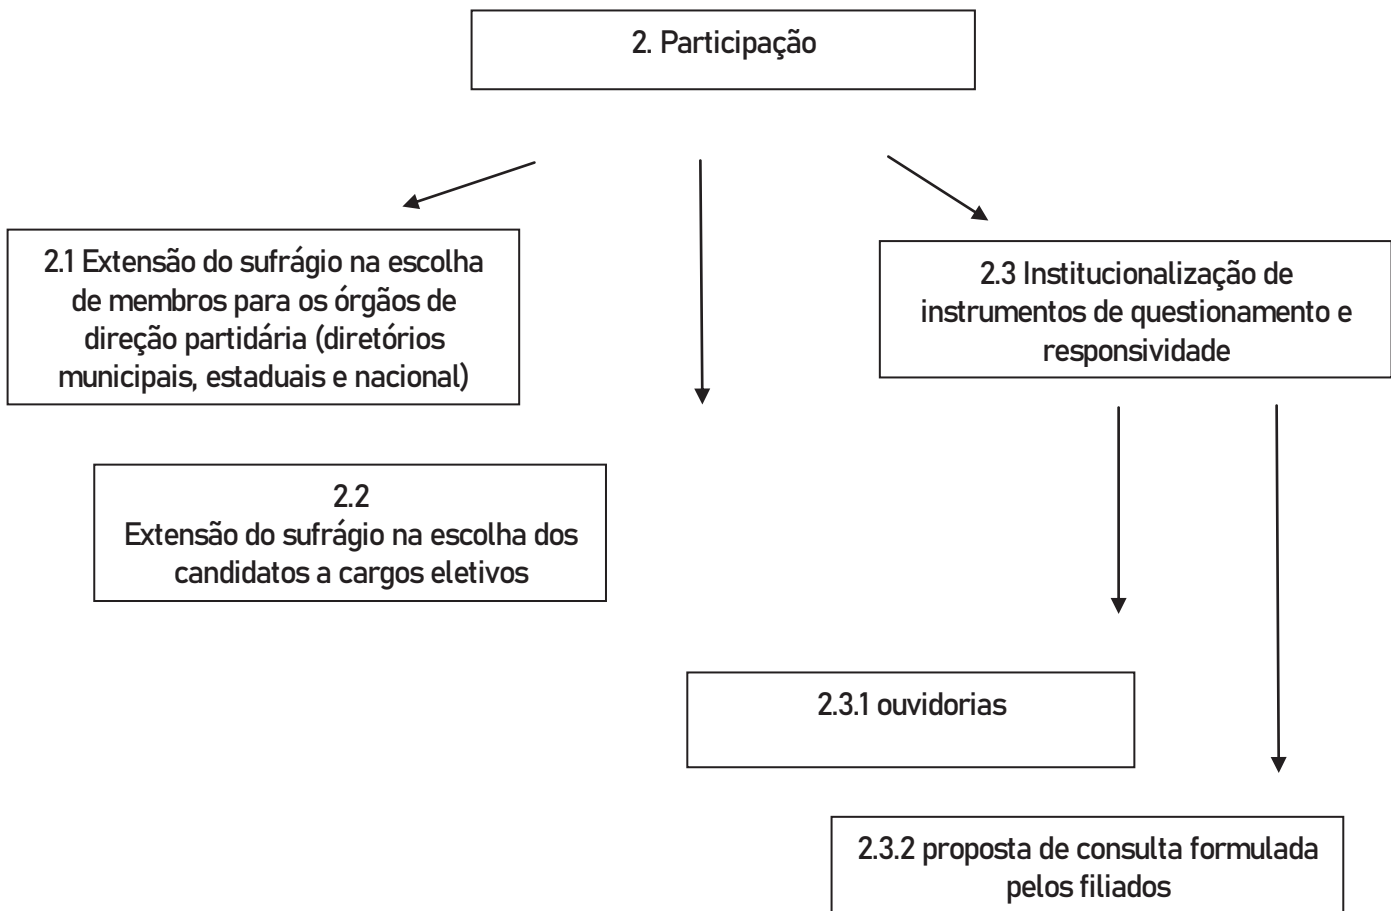 2. Participação
2.1 Extensão do sufrágio na escolha
de membros para os órgãos de
direção partidária (diretórios
municipais, estaduais e nacional)
2.3 Institucionalização de
instrumentos de questionamento e
responsividade
2.2
Extensão do sufrágio na escolha dos
candidatos a cargos eletivos
2.3.1 ouvidorias
2.3.2 proposta de consulta formulada
pelos filiados